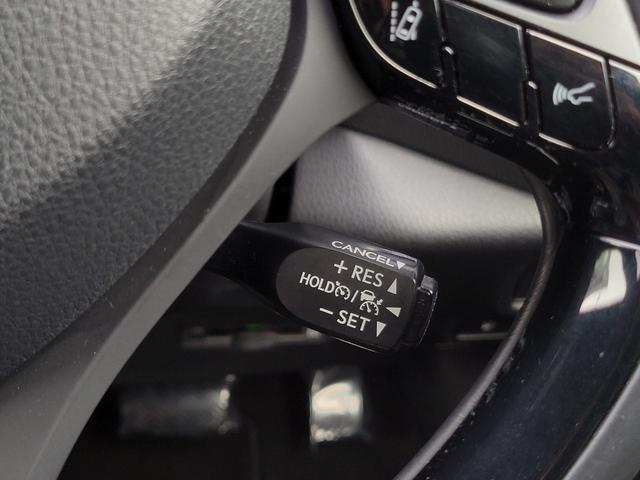 CANCEL▼
+ RES ▲
HOLD /
− SET ▼